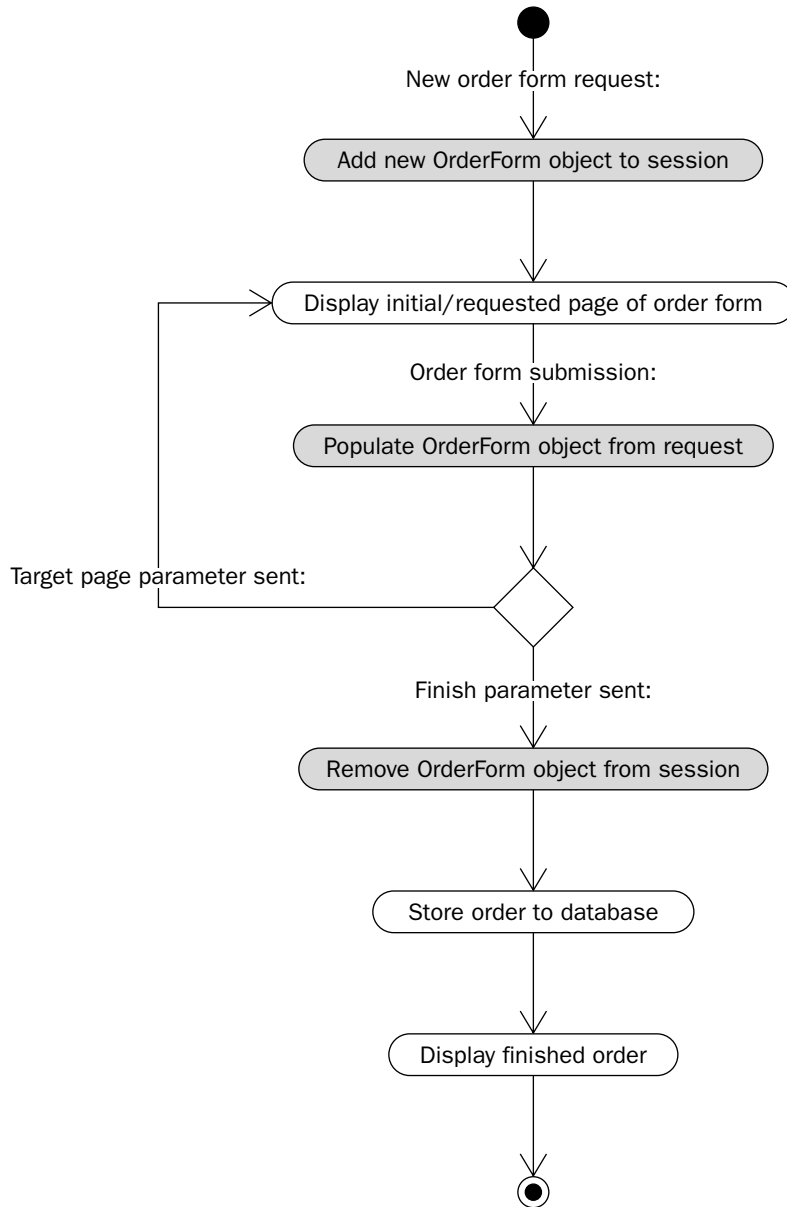 New order form request:
Add new OrderForm object to session
Display initial/requested page of order form
Order form submission:
Populate OrderForm object from request
Target page parameter sent:
Finish parameter sent:
Remove OrderForm object from session
Store order to database
Display finished order